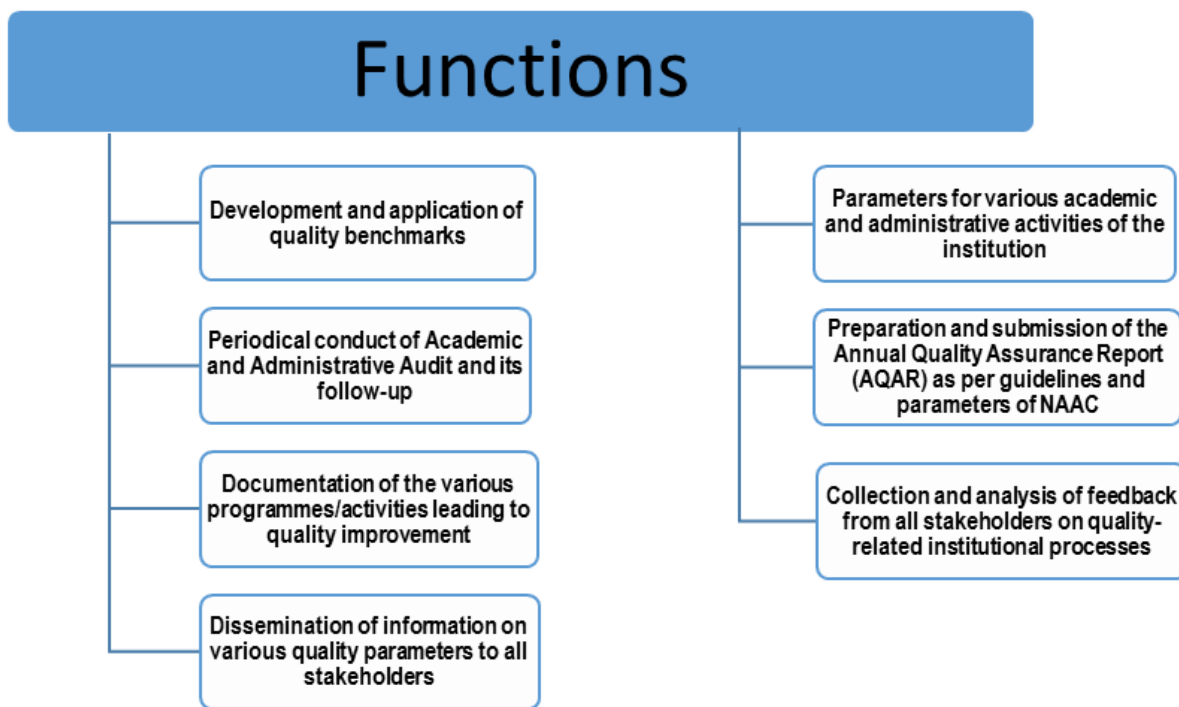 Functions
Development and application of
quality benchmarks
Periodical conduct of Academic
and Administrative Audit and its
follow-up
Documentation of the various
programmes/activities leading to
quality improvement
Dissemination of information on
various quality parameters to all
stakeholders
Parameters for various academic
and administrative activities of the
institution
Preparation and submission of the
Annual Quality Assurance Report
(AQAR) as per guidelines and
parameters of NAAC
Collection and analysis of feedback
from all stakeholders on quality-
related institutional processes